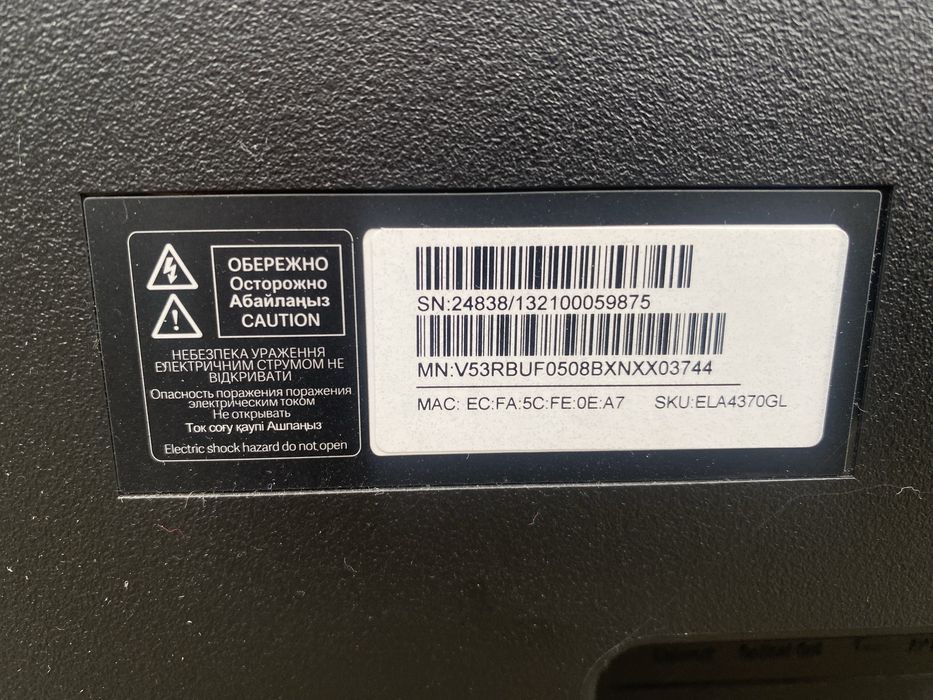 ОБЕРЕЖНО
Осторожно
Абайлаңыз
CAUTION
НЕБЕЗПЕКА УРАЖЕННЯ
ЕЛЕКТРИЧНИМ СТРУМОМ НЕ
ВІДКРИВАТИ
Опасность поражения поражения
электрическим током
Не открывать
Ток соғу қаупі Ашпаңыз
Electric shock hazard do not open
SN:24838/132100059875
MN:V53RBUF0508BXNXX03744
MAC: EC:FA:5C:FE:0E:A7 SKU:ELA4370GL